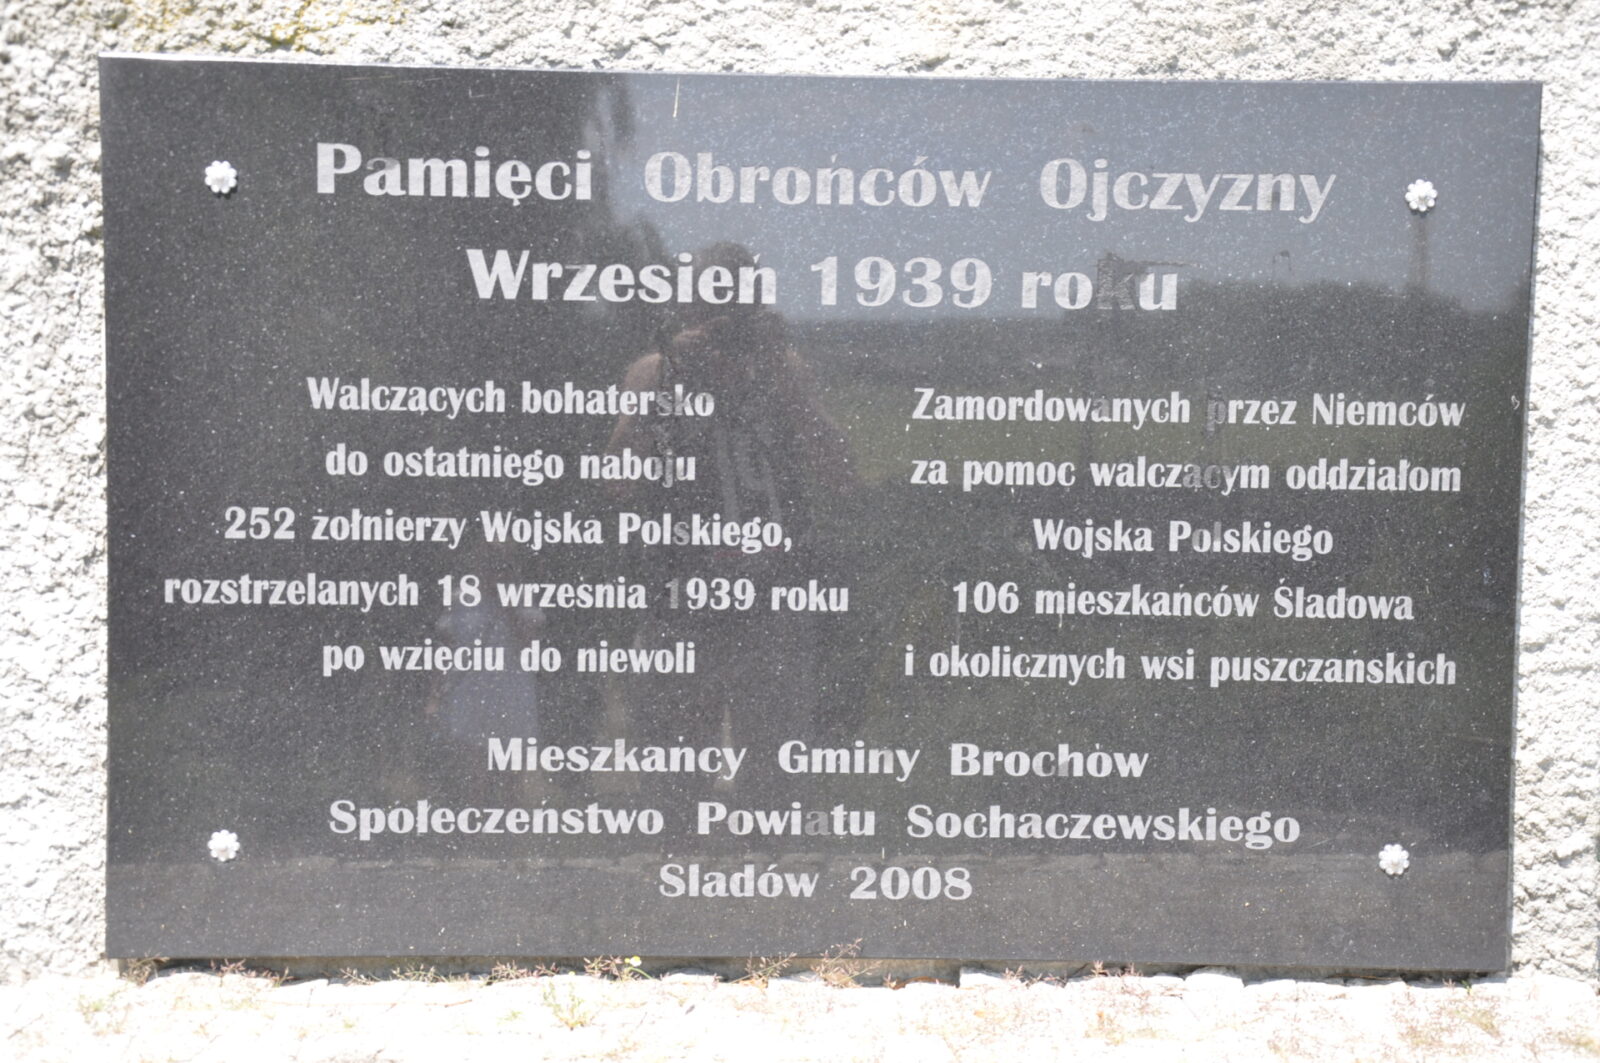 Pamięci Obrońców Ojczyzny
Wrzesień 1939 roku
Walczących bohatersko
do ostatniego naboju
252 żołnierzy Wojska Polskiego,
rozstrzelanych 18 września 1939 roku
po wzięciu do niewoli
Zamordowanych przez Niemców
za pomoc walczącym oddziałom
Wojska Polskiego
106 mieszkańców Śladowa
i okolicznych wsi puszczańskich
Mieszkańcy Gminy Brochów
Społeczeństwo Powiatu Sochaczewskiego
Śladów 2008